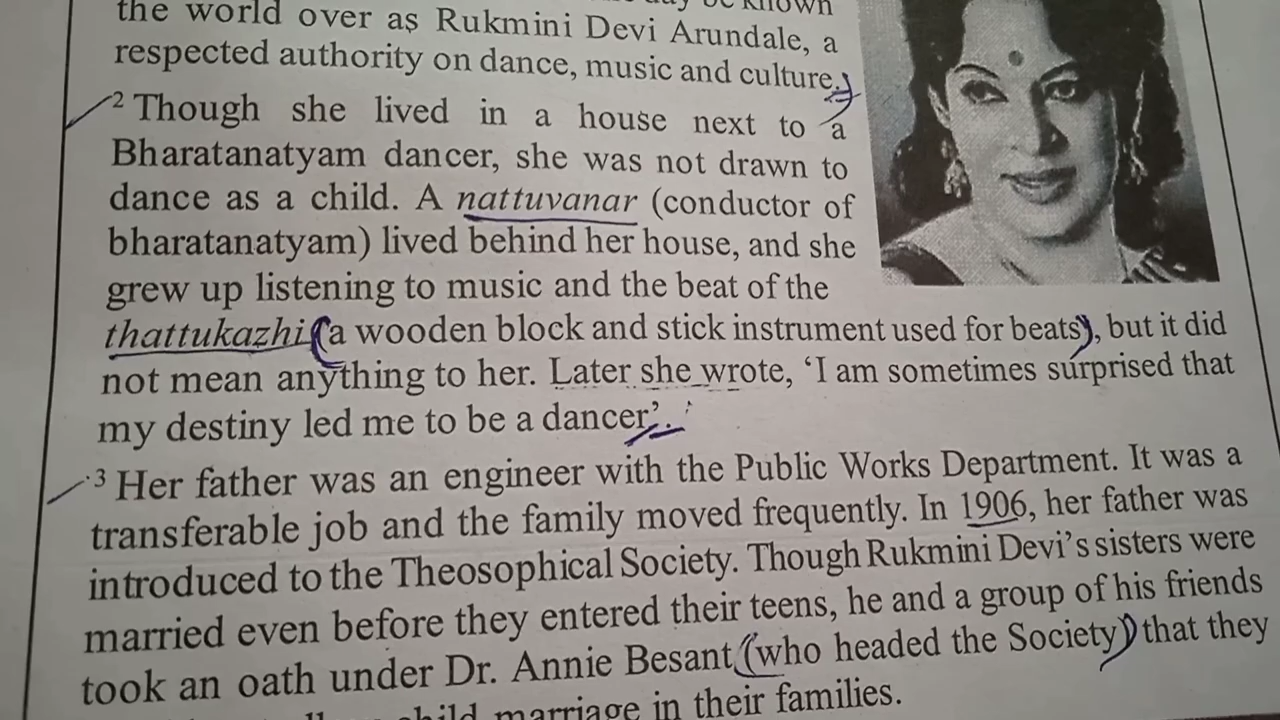 the world over as Rukmini Devi Arundale, a
respected authority on dance, music and culture.
2 Though she lived in a house next to a
Bharatanatyam dancer, she was not drawn to
dance as a child. A nattuvanar (conductor of
bharatanatyam) lived behind her house, and she
grew up listening to music and the beat of the
thattukazhi (a wooden block and stick instrument used for beats), but it did
not mean anything to her. Later she wrote, ‘I am sometimes surprised that
my destiny led me to be a dancer’.
3 Her father was an engineer with the Public Works Department. It was a
transferable job and the family moved frequently. In 1906, her father was
introduced to the Theosophical Society. Though Rukmini Devi’s sisters were
married even before they entered their teens, he and a group of his friends
took an oath under Dr. Annie Besant (who headed the Society) that they
child marriage in their families.